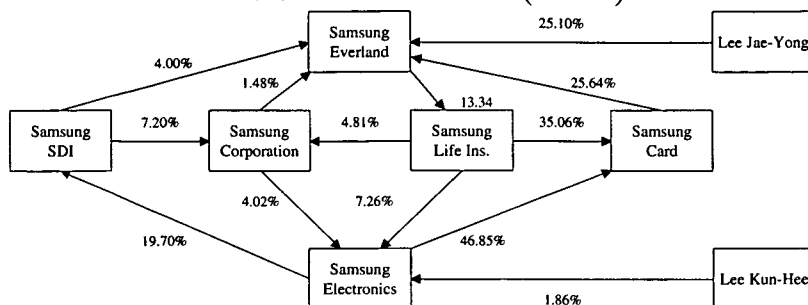 25.10%
Samsung
Everland
Lee Jae-Yong
4.00%
1.48%
25.64%
13.34
Samsung
SDI
7.20%
Samsung
Corporation
4.81%
Samsung
Life Ins.
35.06%
Samsung
Card
4.02%
7.26%
19.70%
46.85%
Samsung
Electronics
Lee Kun-Hee
1.86%